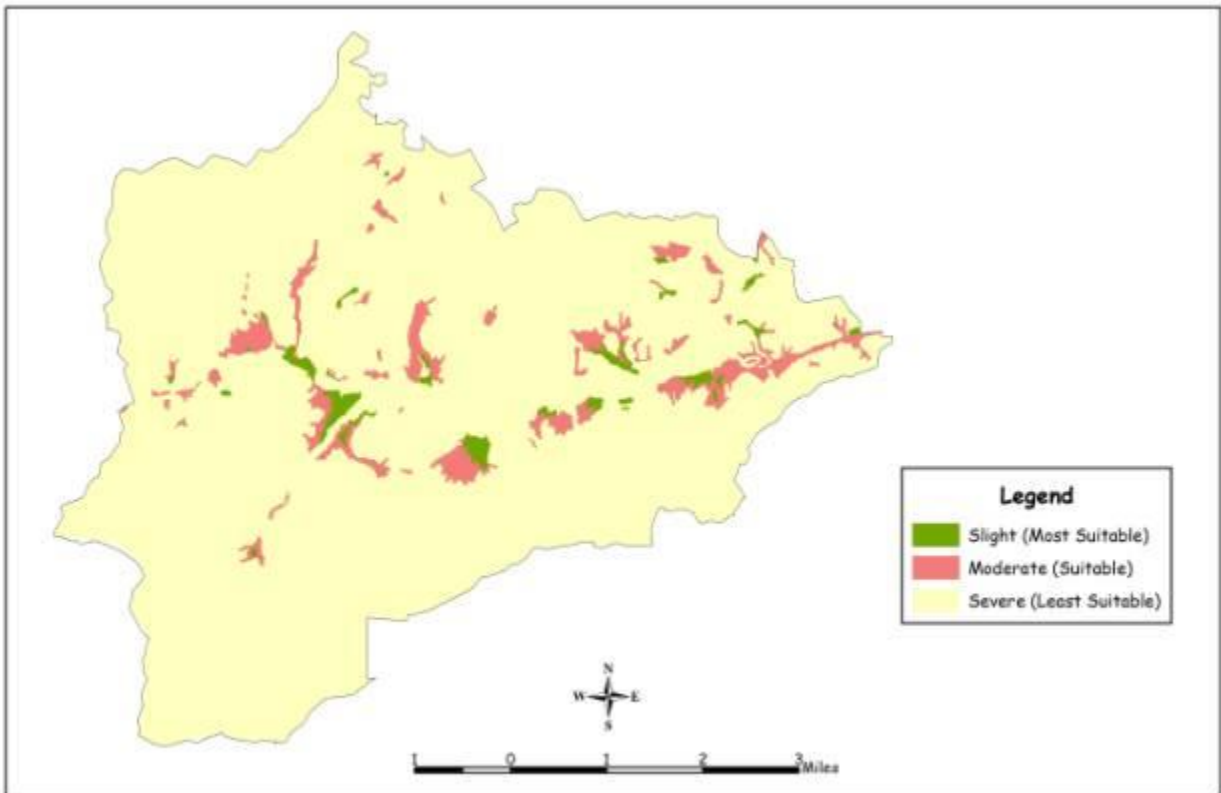 Legend
Slight (Most Suitable)
Moderate (Suitable)
Severe (Least Suitable)
N
W E
S
1 0 1 2 3 Miles